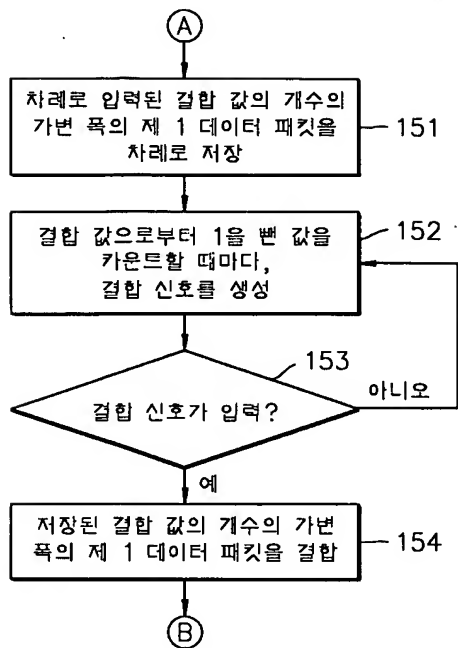 A
차례로 입력된 결합 값의 개수의
가변 폭의 제 1 데이터 패킷을
차례로 저장
151
결합 값으로부터 1을 뺀 값을
카운트할 때마다,
결합 신호를 생성
152
153
결합 신호가 입력?
아니오
예
저장된 결합 값의 개수의 가변
폭의 제 1 데이터 패킷을 결합
154
B